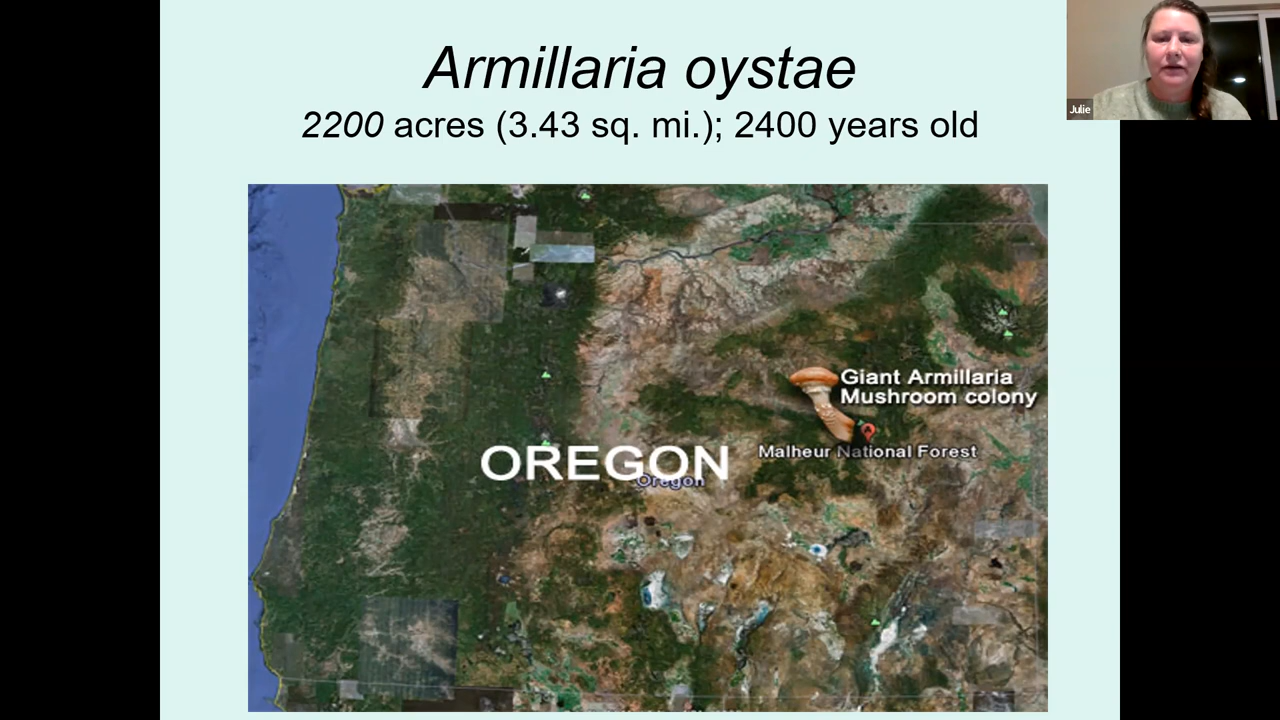 Armillaria oystae
2200 acres (3.43 sq. mi.); 2400 years old
Julie
Giant Armillaria
Mushroom colony
Malheur National Forest
OREGON
Oregon